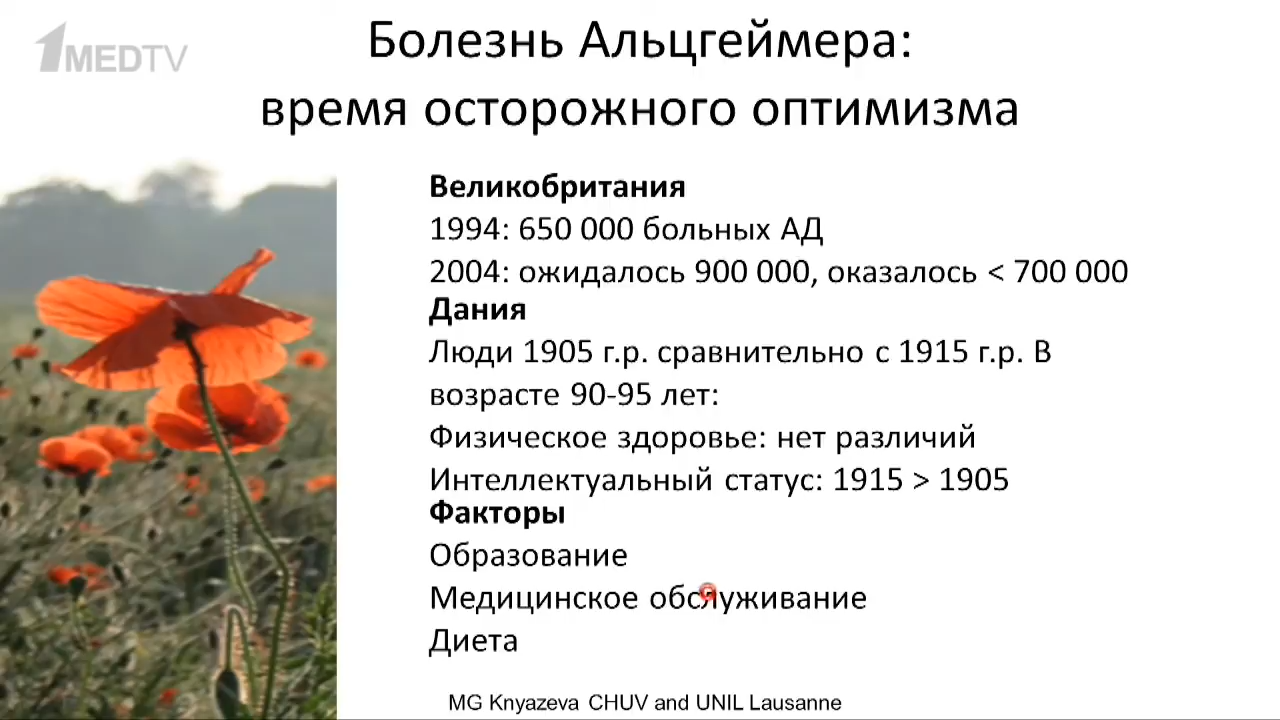 1MEDTV
Болезнь Альцгеймера:
время осторожного оптимизма
Великобритания
1994: 650 000 больных АД
2004: ожидалось 900 000, оказалось < 700 000
Дания
Люди 1905 г.р. сравнительно с 1915 г.р. В
возрасте 90-95 лет:
Физическое здоровье: нет различий
Интеллектуальный статус: 1915 > 1905
Факторы
Образование
Медицинское обслуживание
Диета
MG Knyazeva CHUV and UNIL Lausanne